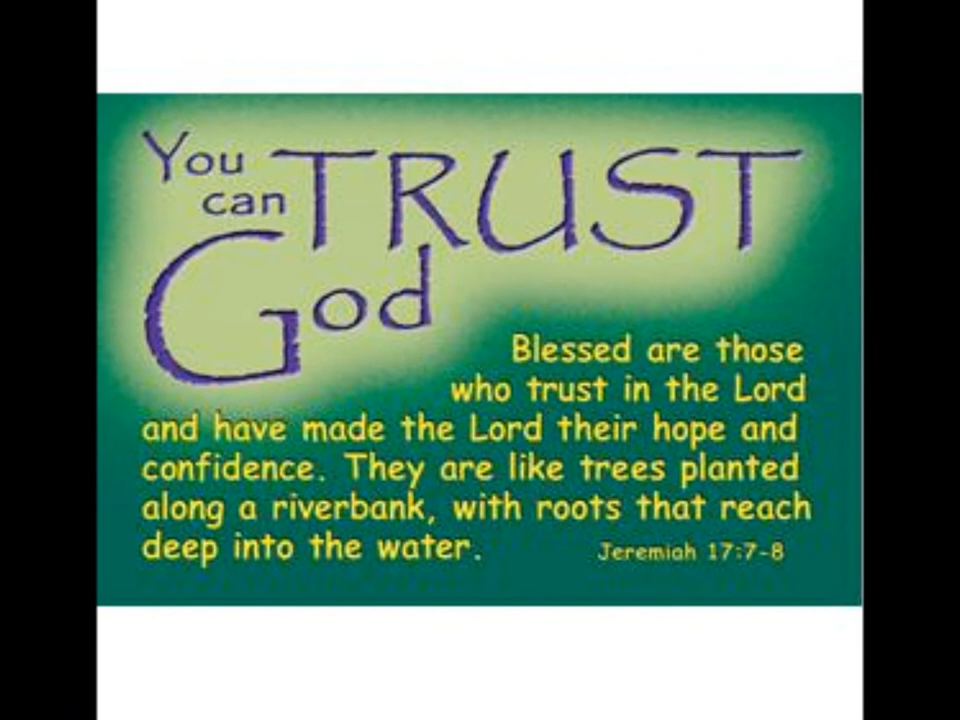 You
can TRUST
God
Blessed are those
who trust in the Lord
and have made the Lord their hope and
confidence. They are like trees planted
along a riverbank, with roots that reach
deep into the water.
Jeremiah 17:7-8